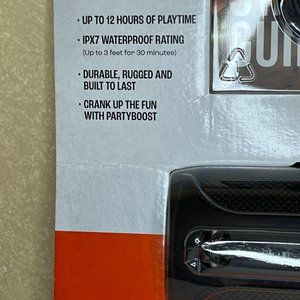 • UP TO 12 HOURS OF PLAYTIME
• IPX7 WATERPROOF RATING
(Up to 3 feet for 30 minutes)
• DURABLE, RUGGED AND
BUILT TO LAST
• CRANK UP THE FUN
WITH PARTYBOOST